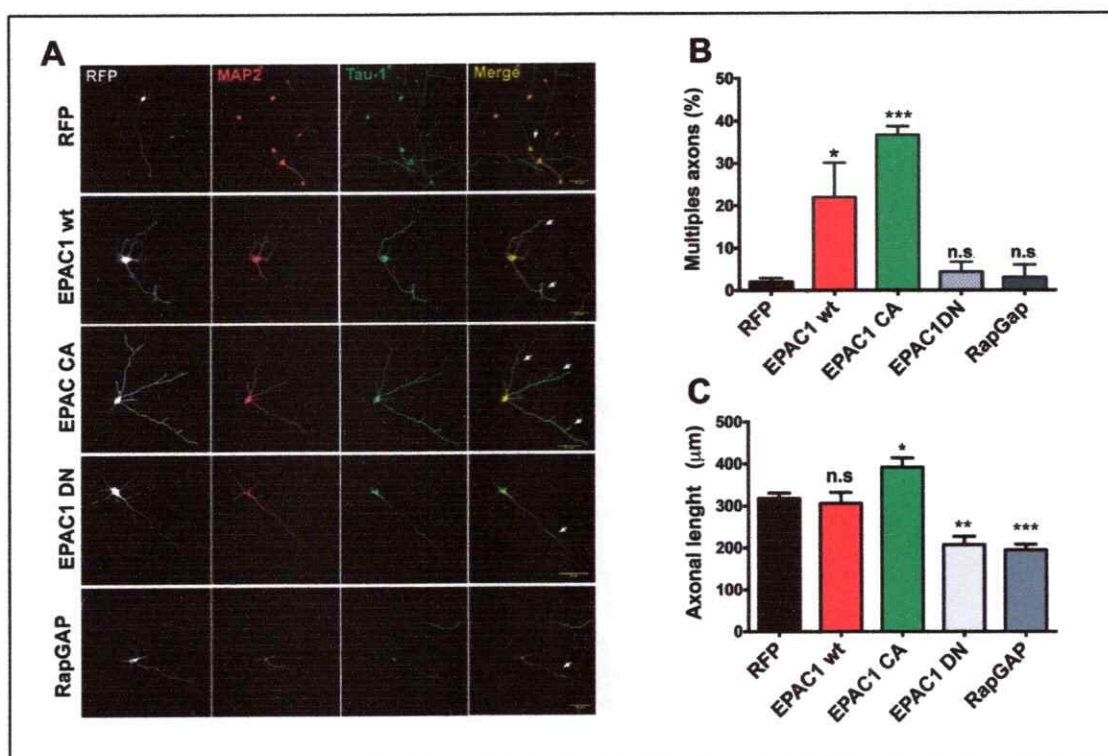 A
RFP
MAP2
Tau-1
Merge
RFP
EPAC1 wt
EPAC CA
EPAC1 DN
RapGAP
B
Multiples axons (%)
50
40
30
20
10
0
*
***
n.s
n.s
RFP
EPAC1 wt
EPAC1 CA
EPAC1DN
RapGap
C
Axonal lenght (μm)
500
400
300
200
100
0
n.s
*
**
***
RFP
EPAC1 wt
EPAC1 CA
EPAC1 DN
RapGAP